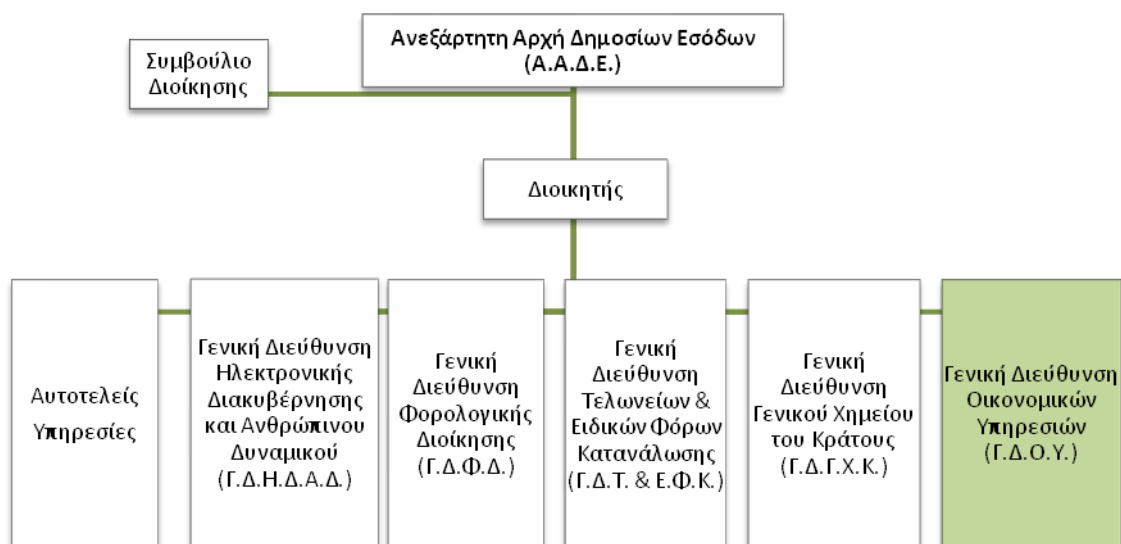 Ανεξάρτητη Αρχή Δημοσίων Εσόδων
(Α.Α.Δ.Ε.)
Συμβούλιο
Διοίκησης
Διοικητής
Αυτοτελείς
Υπηρεσίες
Γενική Διεύθυνση
Ηλεκτρονικής
Διακυβέρνησης
και Ανθρώπινου
Δυναμικού
(Γ.Δ.Η.Δ.Α.Δ.)
Γενική
Διεύθυνση
Φορολογικής
Διοίκησης
(Γ.Δ.Φ.Δ.)
Γενική
Διεύθυνση
Τελωνείων &
Ειδικών Φόρων
Κατανάλωσης
(Γ.Δ.Τ. & Ε.Φ.Κ.)
Γενική
Διεύθυνση
Γενικού Χημείου
του Κράτους
(Γ.Δ.Γ.Χ.Κ.)
Γενική Διεύθυνση
Οικονομικών
Υπηρεσιών
(Γ.Δ.Ο.Υ.)